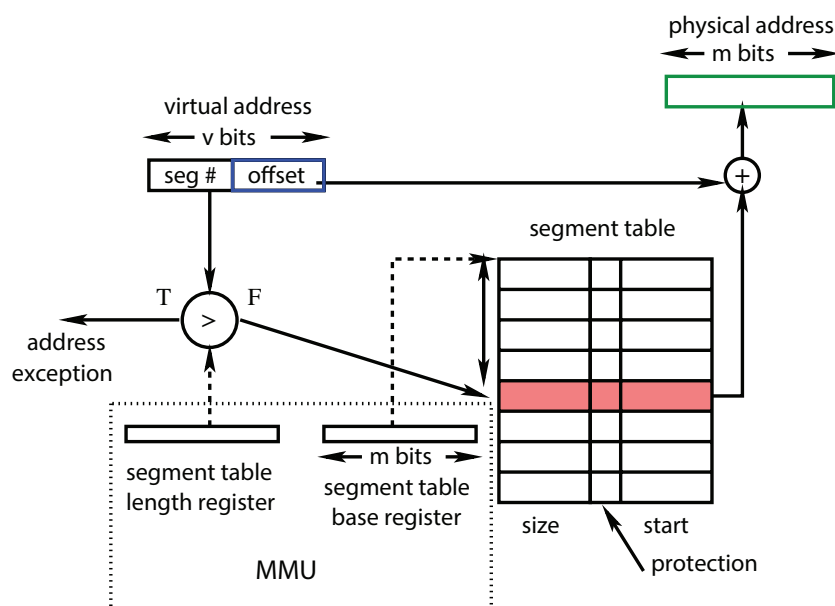 physical address
m bits
virtual address
v bits
seg #
offset
+
segment table
T
F
>
address
exception
segment table
length register
m bits
segment table
base register
size
start
protection
MMU